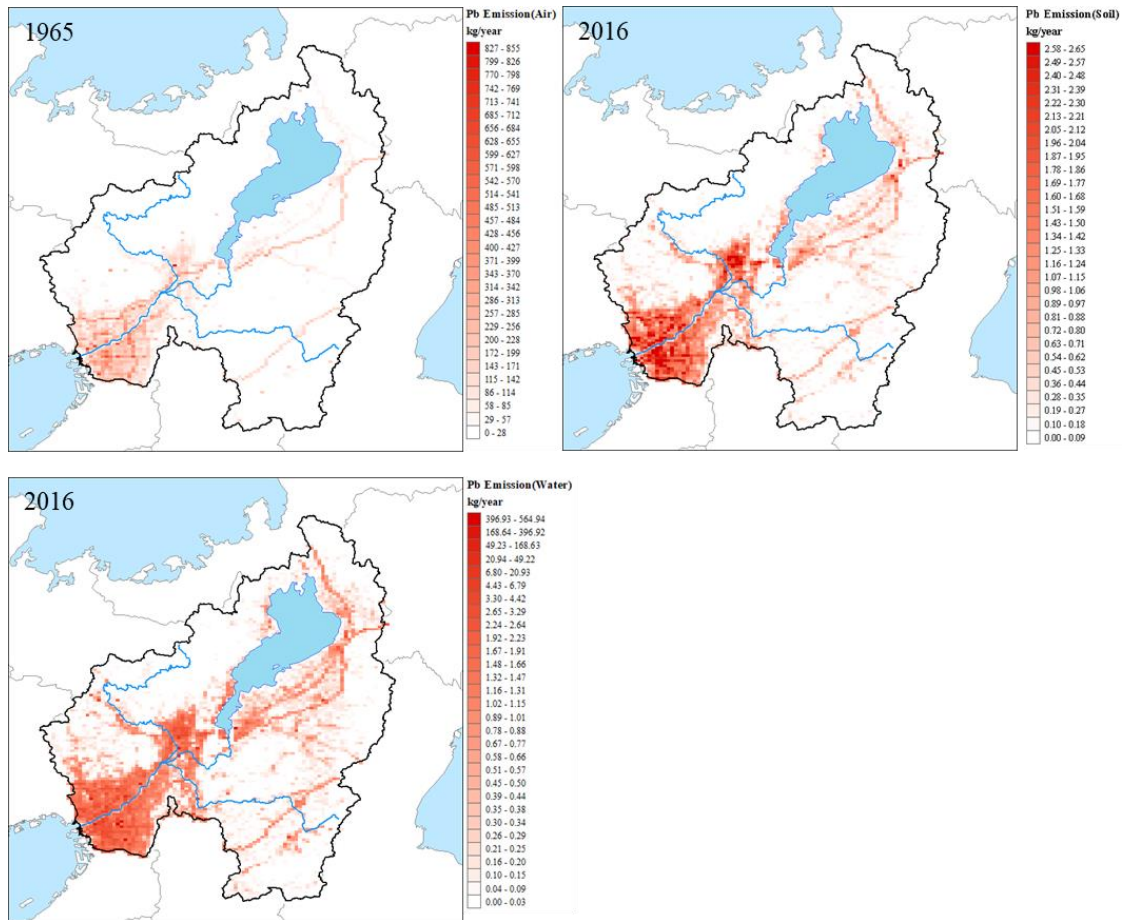 1965
Pb Emission(Air)
kg/year
827 - 855
799 - 826
770 - 798
742 - 769
713 - 741
685 - 712
656 - 684
628 - 655
599 - 627
571 - 598
542 - 570
514 - 541
485 - 513
457 - 484
428 - 456
400 - 427
371 - 399
343 - 370
314 - 342
286 - 313
257 - 285
229 - 256
200 - 228
172 - 199
143 - 171
115 - 142
86 - 114
58 - 85
29 - 57
0 - 28
2016
Pb Emission(Soil)
kg/year
2.58 - 2.65
2.49 - 2.57
2.40 - 2.48
2.31 - 2.39
2.22 - 2.30
2.13 - 2.21
2.05 - 2.12
1.96 - 2.04
1.87 - 1.95
1.78 - 1.86
1.69 - 1.77
1.60 - 1.68
1.51 - 1.59
1.43 - 1.50
1.34 - 1.42
1.25 - 1.33
1.16 - 1.24
1.07 - 1.15
0.98 - 1.06
0.89 - 0.97
0.81 - 0.88
0.72 - 0.80
0.63 - 0.71
0.54 - 0.62
0.45 - 0.53
0.36 - 0.44
0.28 - 0.35
0.19 - 0.27
0.10 - 0.18
0.00 - 0.09
2016
Pb Emission(Water)
kg/year
396.93 - 564.94
168.64 - 396.92
49.23 - 168.63
20.94 - 49.22
6.80 - 20.93
4.43 - 6.79
3.30 - 4.42
2.65 - 3.29
2.24 - 2.64
1.92 - 2.23
1.67 - 1.91
1.48 - 1.66
1.32 - 1.47
1.16 - 1.31
1.02 - 1.15
0.89 - 1.01
0.78 - 0.88
0.67 - 0.77
0.58 - 0.66
0.51 - 0.57
0.45 - 0.50
0.39 - 0.44
0.35 - 0.38
0.30 - 0.34
0.26 - 0.29
0.21 - 0.25
0.16 - 0.20
0.10 - 0.15
0.04 - 0.09
0.00 - 0.03